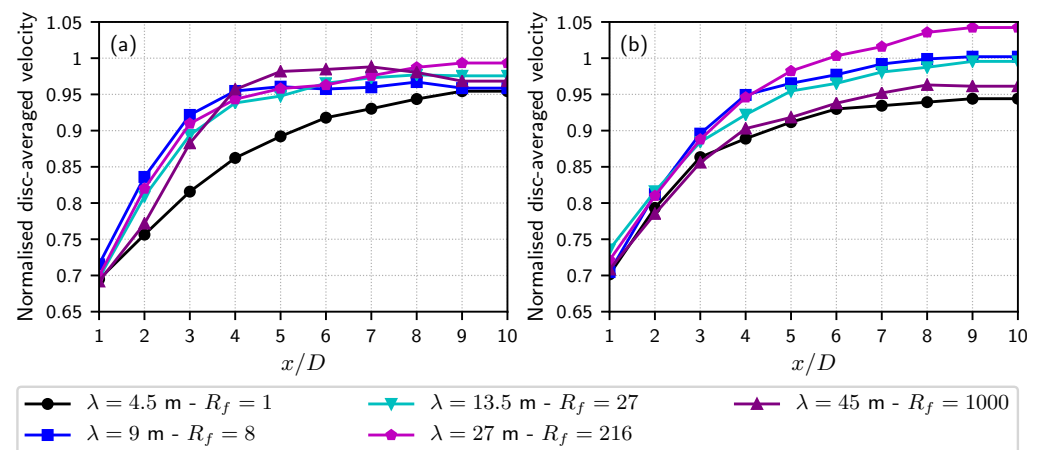 Normalised disc-averaged velocity
1.05
1
0.95
0.9
0.85
0.8
0.75
0.7
0.65
(a)
1 2 3 4 5 6 7 8 9 10
x/D
Normalised disc-averaged velocity
1.05
1
0.95
0.9
0.85
0.8
0.75
0.7
0.65
(b)
1 2 3 4 5 6 7 8 9 10
x/D
λ = 4.5 m - R_f = 1
λ = 9 m - R_f = 8
λ = 13.5 m - R_f = 27
λ = 27 m - R_f = 216
λ = 45 m - R_f = 1000